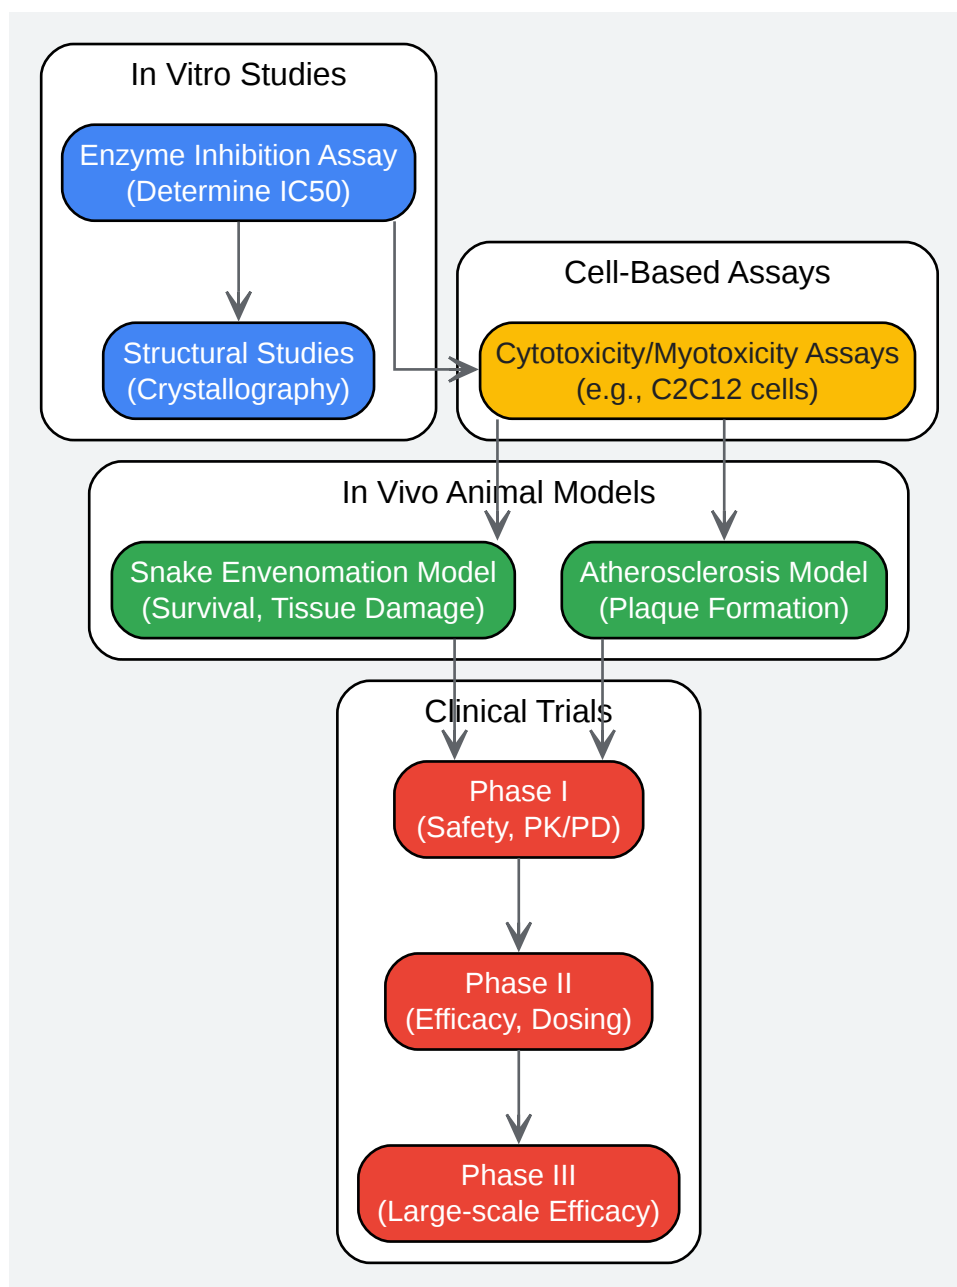 In Vitro Studies
Enzyme Inhibition Assay
(Determine IC50)
Structural Studies
(Crystallography)
Cell-Based Assays
Cytotoxicity/Myotoxicity Assays
(e.g., C2C12 cells)
In Vivo Animal Models
Snake Envenomation Model
(Survival, Tissue Damage)
Atherosclerosis Model
(Plaque Formation)
Clinical Trials
Phase I
(Safety, PK/PD)
Phase II
(Efficacy, Dosing)
Phase III
(Large-scale Efficacy)